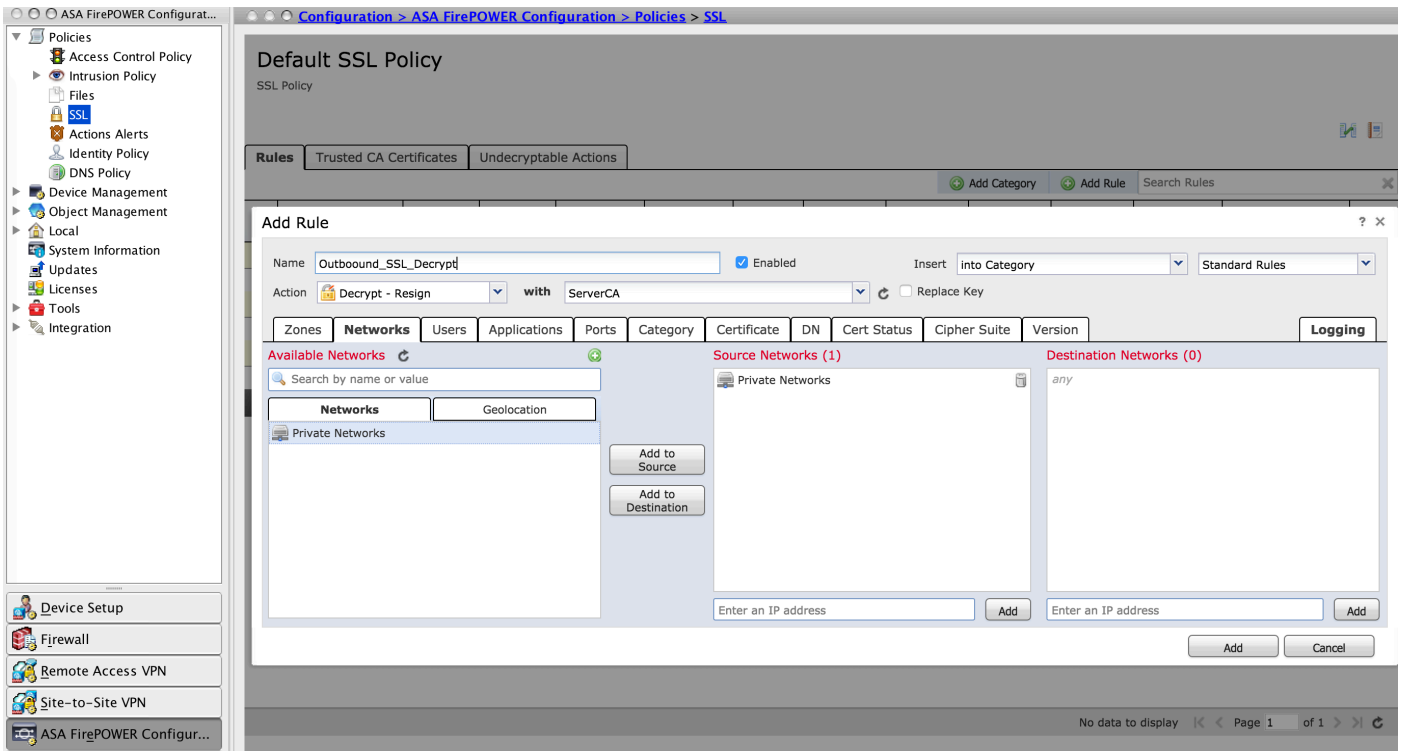 ASA FirePOWER Configurat...
Policies
Access Control Policy
Intrusion Policy
Files
SSL
Actions Alerts
Identity Policy
DNS Policy
Device Management
Object Management
Local
System Information
Updates
Licenses
Tools
Integration
Device Setup
Firewall
Remote Access VPN
Site-to-Site VPN
ASA FirePOWER Configur...
Configuration > ASA FirePOWER Configuration > Policies > SSL
Default SSL Policy
SSL Policy
Rules Trusted CA Certificates Undecryptable Actions
Add Category Add Rule Search Rules
Add Rule ?
Name Outboound_SSL_Decrypt Enabled Insert into Category Standard Rules
Action Decrypt - Resign with ServerCA Replace Key
Zones Networks Users Applications Ports Category Certificate DN Cert Status Cipher Suite Version Logging
Available Networks Source Networks (1) Destination Networks (0)
Search by name or value Private Networks any
Networks Geolocation
Private Networks
Add to
Source
Add to
Destination
Enter an IP address Add Enter an IP address Add
Add Cancel
No data to display Page 1 of 1